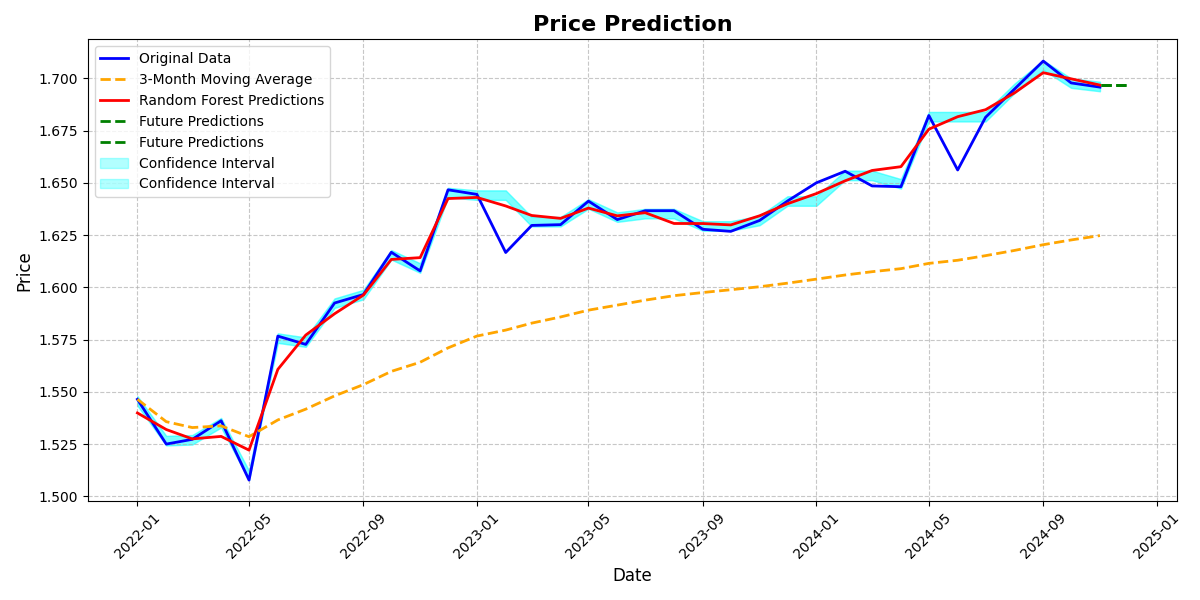 Price Prediction
Original Data
3-Month Moving Average
Random Forest Predictions
Future Predictions
Future Predictions
Confidence Interval
Confidence Interval
Price
1.700
1.675
1.650
1.625
1.600
1.575
1.550
1.525
1.500
2022-01
2022-05
2022-09
2023-01
2023-05
2023-09
2024-01
2024-05
2024-09
2025-01
Date